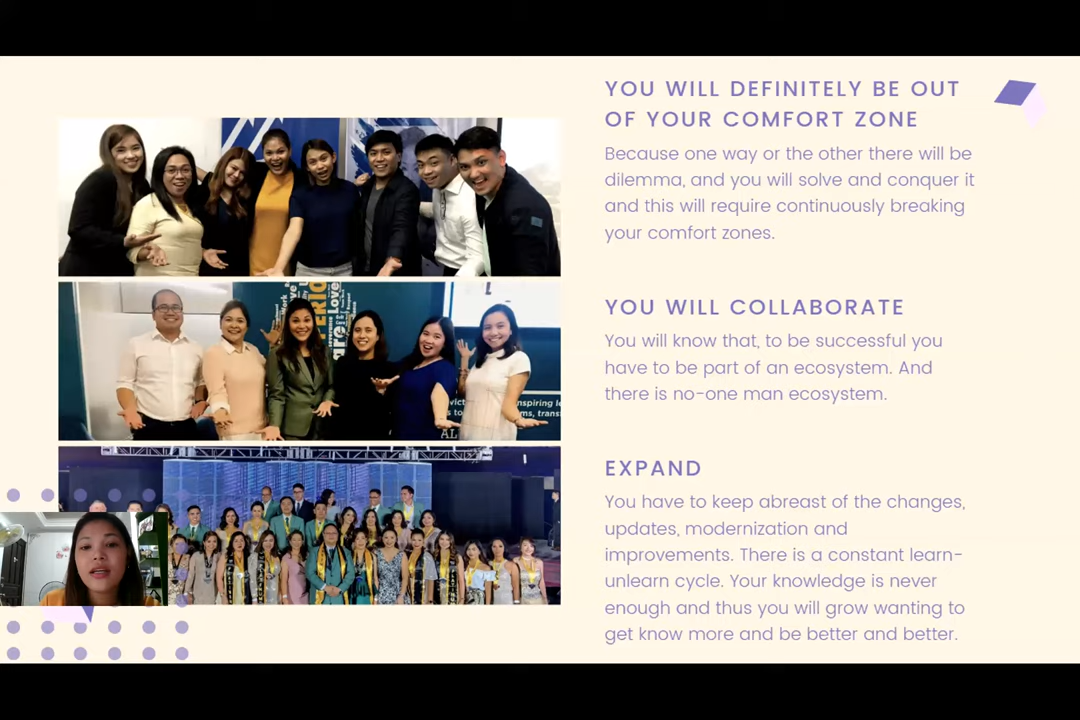 YOU WILL DEFINITELY BE OUT
OF YOUR COMFORT ZONE
Because one way or the other there will be
dilemma, and you will solve and conquer it
and this will require continuously breaking
your comfort zones.
YOU WILL COLLABORATE
You will know that, to be successful you
have to be part of an ecosystem. And
there is no-one man ecosystem.
EXPAND
You have to keep abreast of the changes,
updates, modernization and
improvements. There is a constant learn-
unlearn cycle. Your knowledge is never
enough and thus you will grow wanting to
get know more and be better and better.
Work
Love